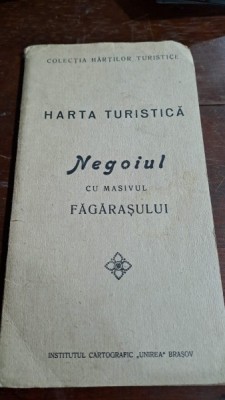 COLECȚIA HĂRȚILOR TURISTICE
HARTA TURISTICĂ
Negoiul
CU MASIVUL
FĂGĂRAȘULUI
INSTITUTUL CARTOGRAFIC „UNIREA" BRAȘOV